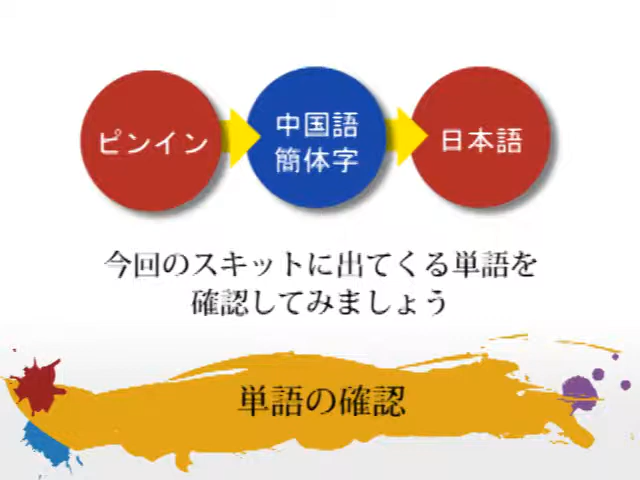 ピンイン
中国語
簡体字
日本語
今回のスキットに出てくる単語を
確認してみましょう
単語の確認